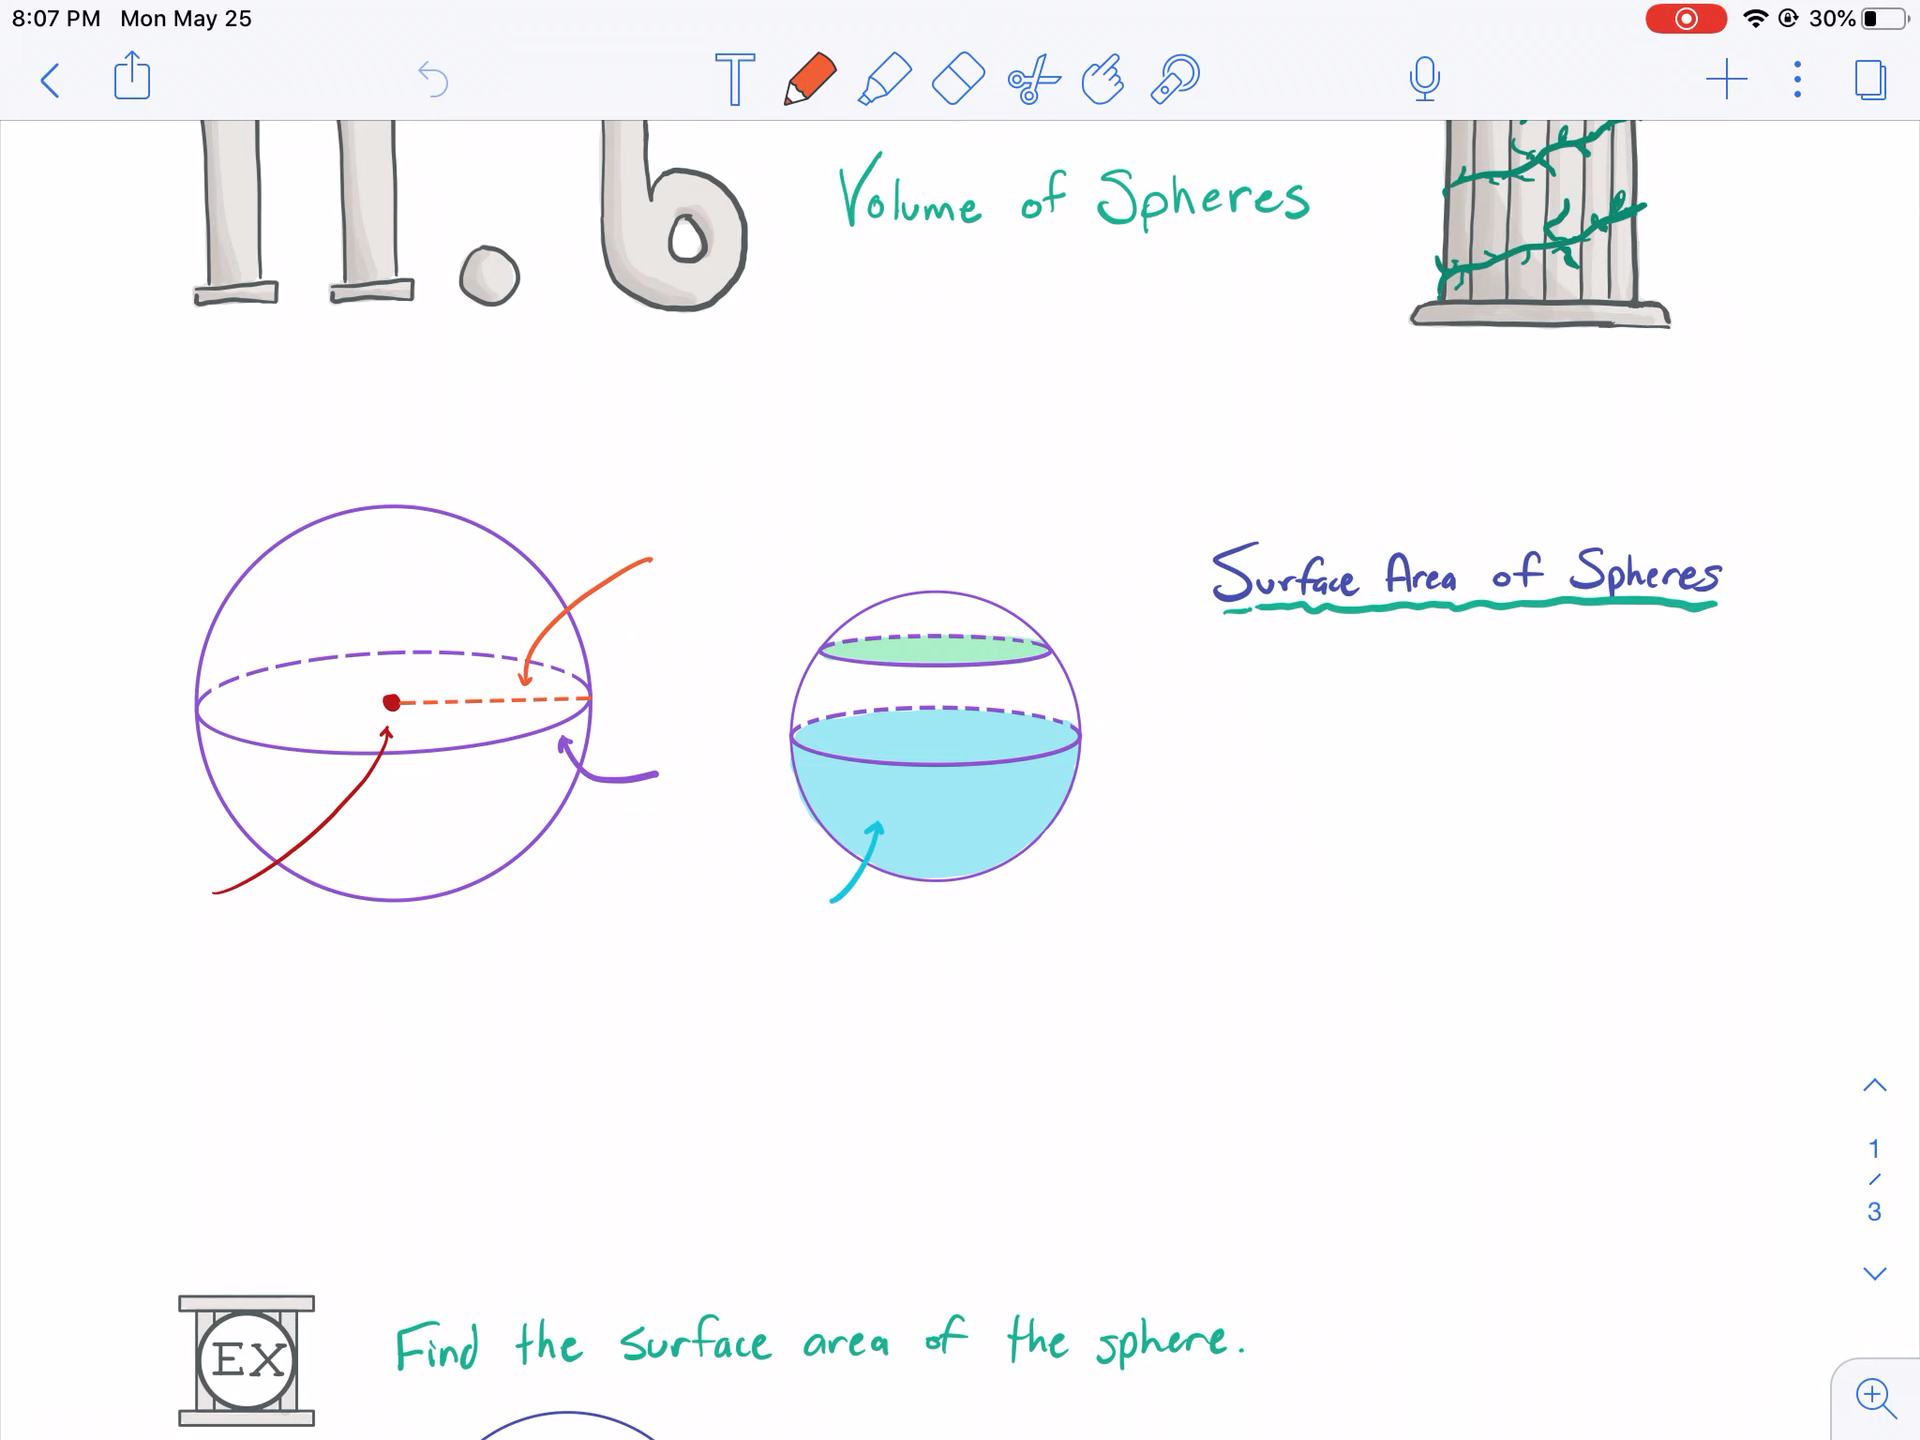 8:07 PM Mon May 25
30%
11.6 Volume of Spheres
Surface Area of Spheres
1
/
3
EX Find the surface area of the sphere.